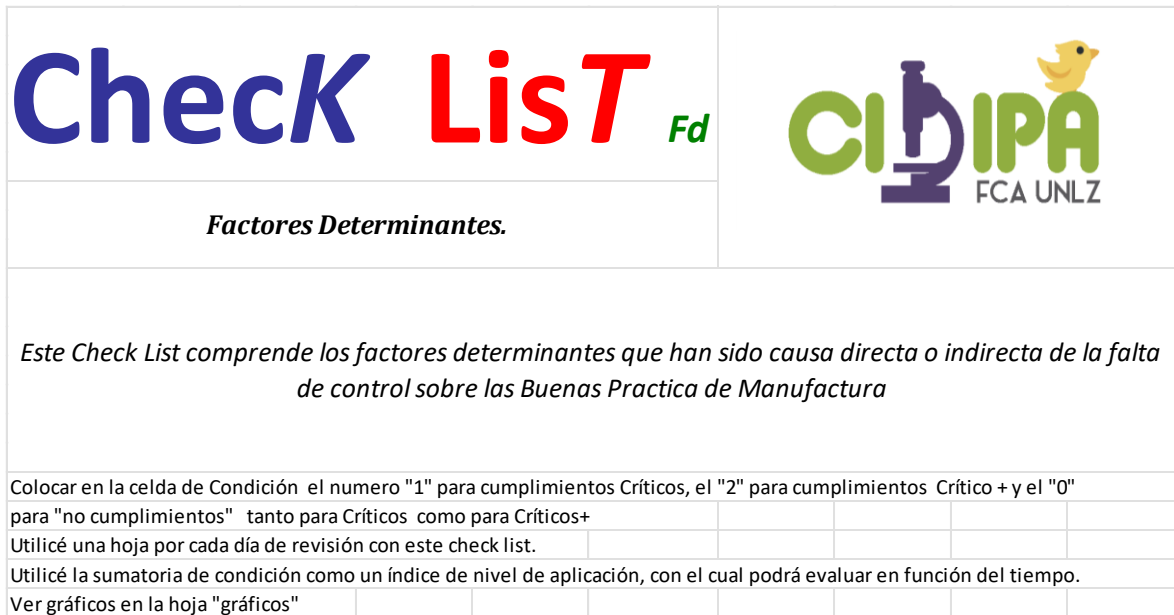 ChecK LisT Fd
CIDIPA
FCA UNLZ
Factores Determinantes.
Este Check List comprende los factores determinantes que han sido causa directa o indirecta de la falta
de control sobre las Buenas Practica de Manufactura
Colocar en la celda de Condición el numero "1" para cumplimientos Críticos, el "2" para cumplimientos Crítico + y el "0"
para "no cumplimientos" tanto para Críticos como para Críticos+
Utilicé una hoja por cada día de revisión con este check list.
Utilicé la sumatoria de condición como un índice de nivel de aplicación, con el cual podrá evaluar en función del tiempo.
Ver gráficos en la hoja "gráficos"